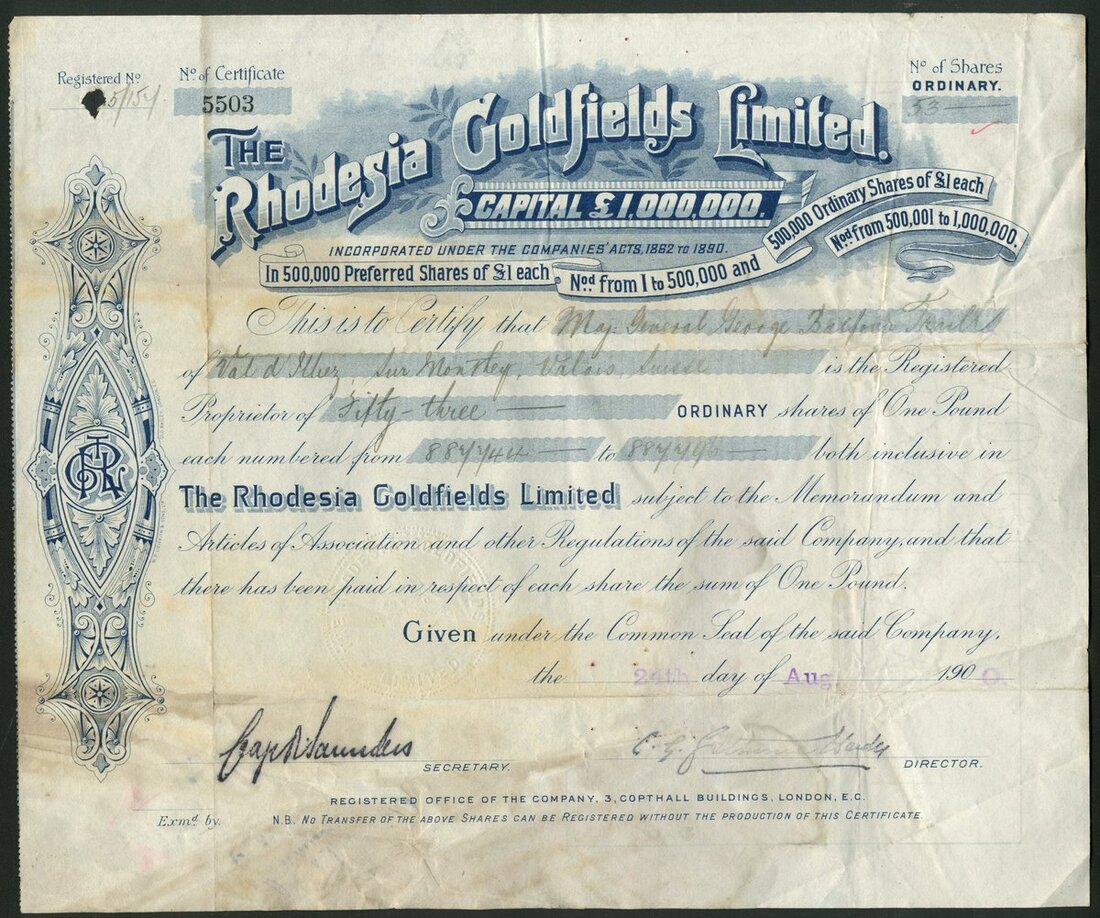 Registered No.
No. of Certificate
5503
No of Shares
ORDINARY.
53
THE
Rhodesia Goldfields Limited.
CAPITAL £1,000,000.
INCORPORATED UNDER THE COMPANIES' ACTS, 1862 TO 1890.
In 500,000 Preferred Shares of £1 each Nod. from 1 to 500,000 and 500,000 Ordinary Shares of £1 each
Nod. from 500,001 to 1,000,000.
This is to Certify that Maj General George Balfour
of Val d Illiez, Sur Monthey, Valais, Suisse is the Registered
Proprietor of Fifty-three ORDINARY shares of One Pound
each numbered from 887744 to 887796 both inclusive in
The Rhodesia Goldfields Limited subject to the Memorandum and
Articles of Association and other Regulations of the said Company, and that
there has been paid in respect of each share the sum of One Pound.
Given under the Common Seal of the said Company,
the 24th day of Aug 1900
SECRETARY.
DIRECTOR.
REGISTERED OFFICE OF THE COMPANY, 3, COPTHALL BUILDINGS, LONDON, E.C.
Exmd. by.
N.B. No TRANSFER OF THE ABOVE SHARES CAN BE REGISTERED WITHOUT THE PRODUCTION OF THIS CERTIFICATE.